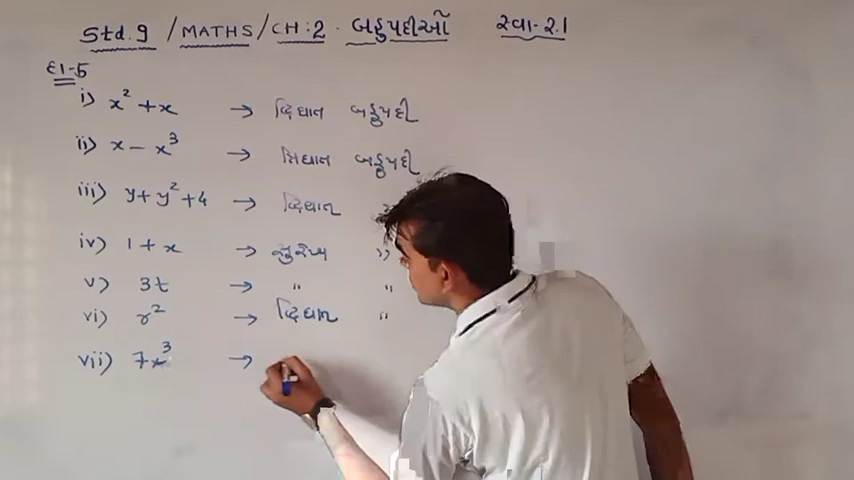 Std. 9 / MATHS / CH : 2 . બહુપદીઓ સ્વા-2.1
દા-5
i) x² + x → દ્વિઘાત બહુપદી
ii) x - x³ → ત્રિઘાત બહુપદી
iii) y + y² + 4 → દ્વિઘાત
iv) 1 + x → સુરેખ "
v) 3t → " "
vi) r² → દ્વિઘાત "
vii) 7x³ →